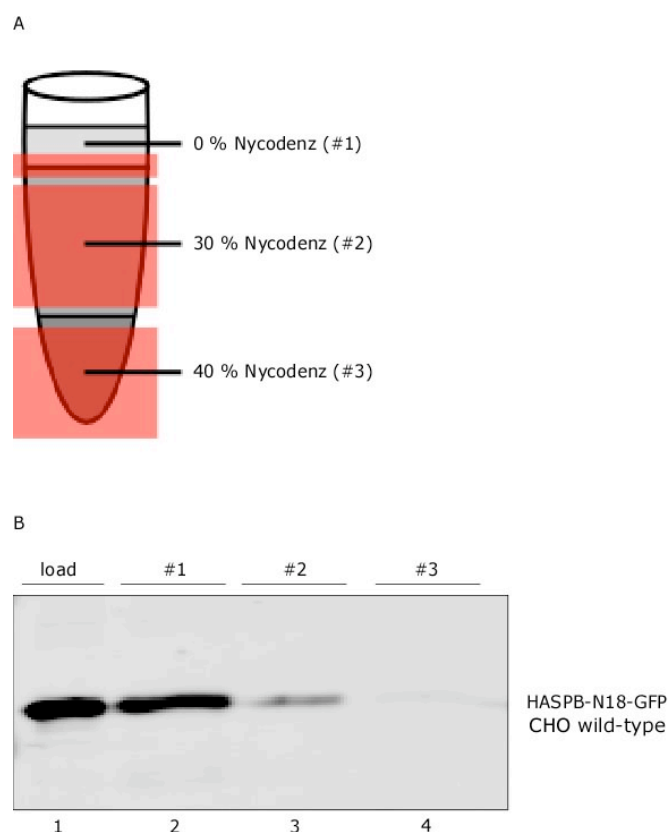 A
0 % Nycodenz (#1)
30 % Nycodenz (#2)
40 % Nycodenz (#3)
B
load #1 #2 #3
HASPB-N18-GFP
CHO wild-type
1 2 3 4